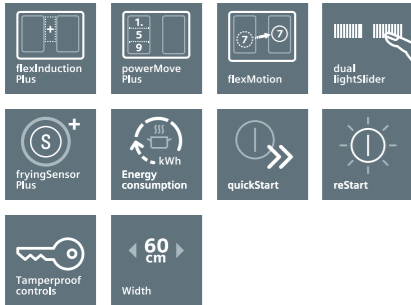 +
flexInduction
Plus
1.
5
9
powerMove
Plus
7 7
flexMotion
dual
lightSlider
S +
fryingSensor
Plus
kWh
Energy
consumption
quickStart
reStart
Tamperproof
controls
60
cm
Width